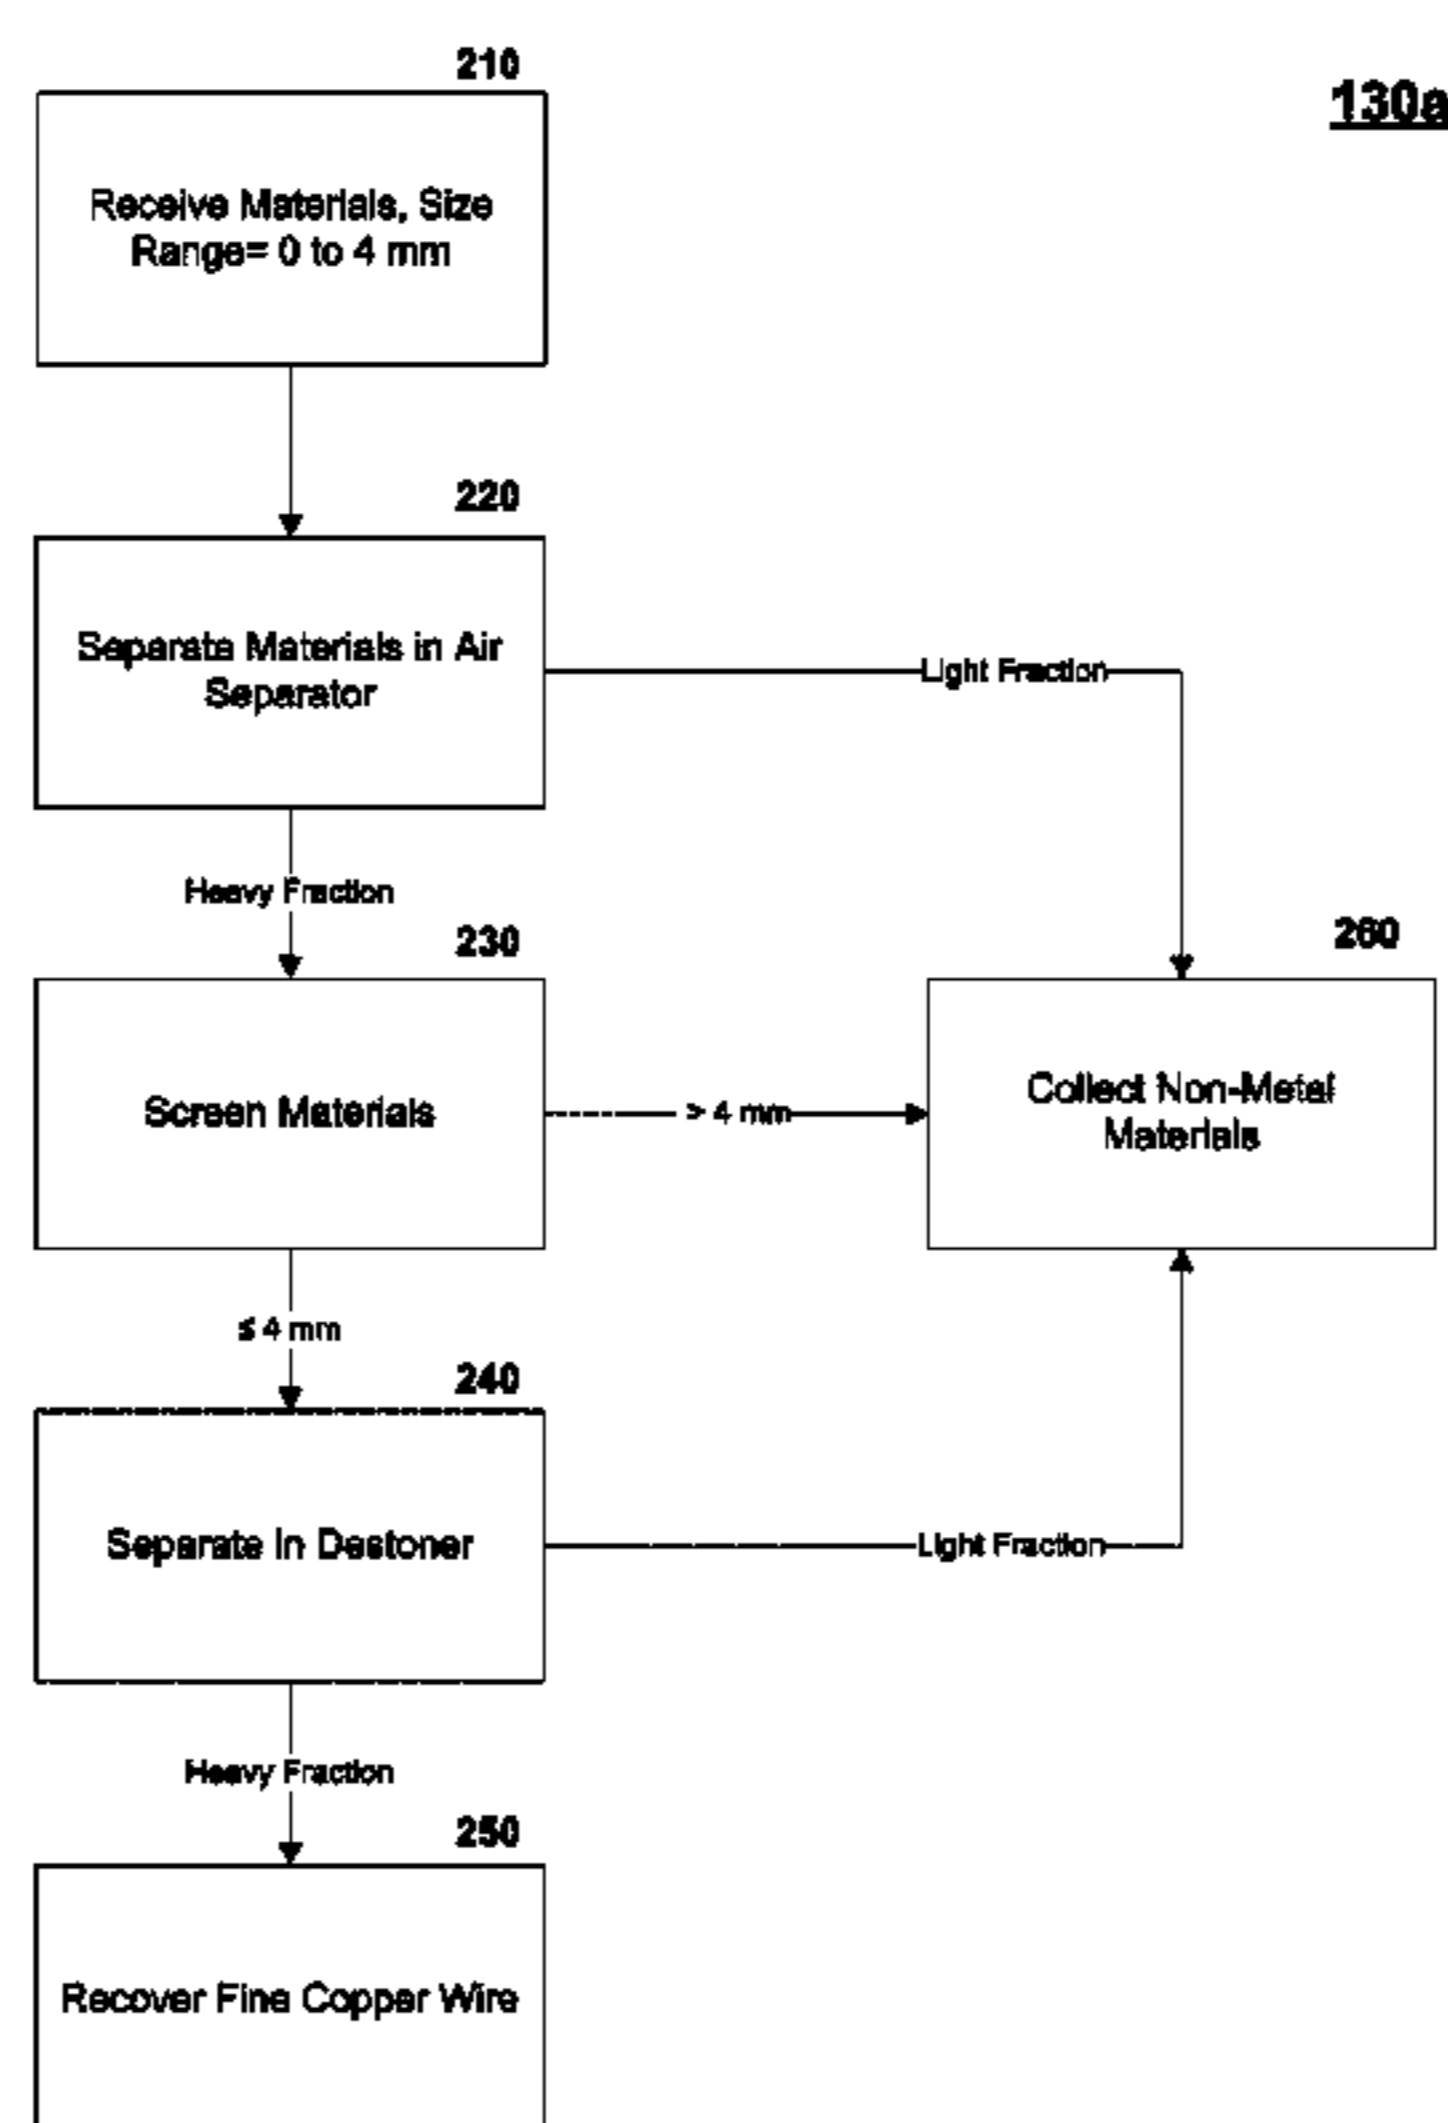 210
130a
Receive Materials, Size
Range= 0 to 4 mm
220
Separate Materials in Air
Separator
Light Fraction
Heavy Fraction
230
260
Screen Materials
> 4 mm
Collect Non-Metal
Materials
≤ 4 mm
240
Separate in Destoner
Light Fraction
Heavy Fraction
250
Recover Fine Copper Wire